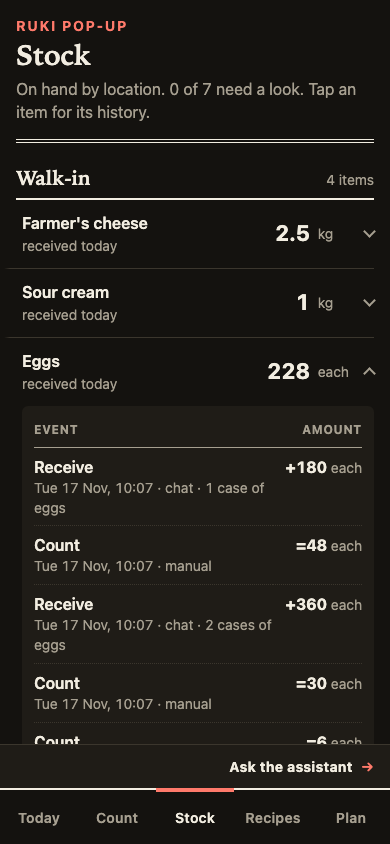 RUKI POP-UP
Stock
On hand by location. 0 of 7 need a look. Tap an
item for its history.
Walk-in
4 items
Farmer's cheese
received today
2.5 kg
Sour cream
received today
1 kg
Eggs
received today
228 each
EVENT AMOUNT
Receive +180 each
Tue 17 Nov, 10:07 · chat · 1 case of
eggs
Count =48 each
Tue 17 Nov, 10:07 · manual
Receive +360 each
Tue 17 Nov, 10:07 · chat · 2 cases of
eggs
Count =30 each
Tue 17 Nov, 10:07 · manual
Count =6 each
Ask the assistant →
Today Count Stock Recipes Plan